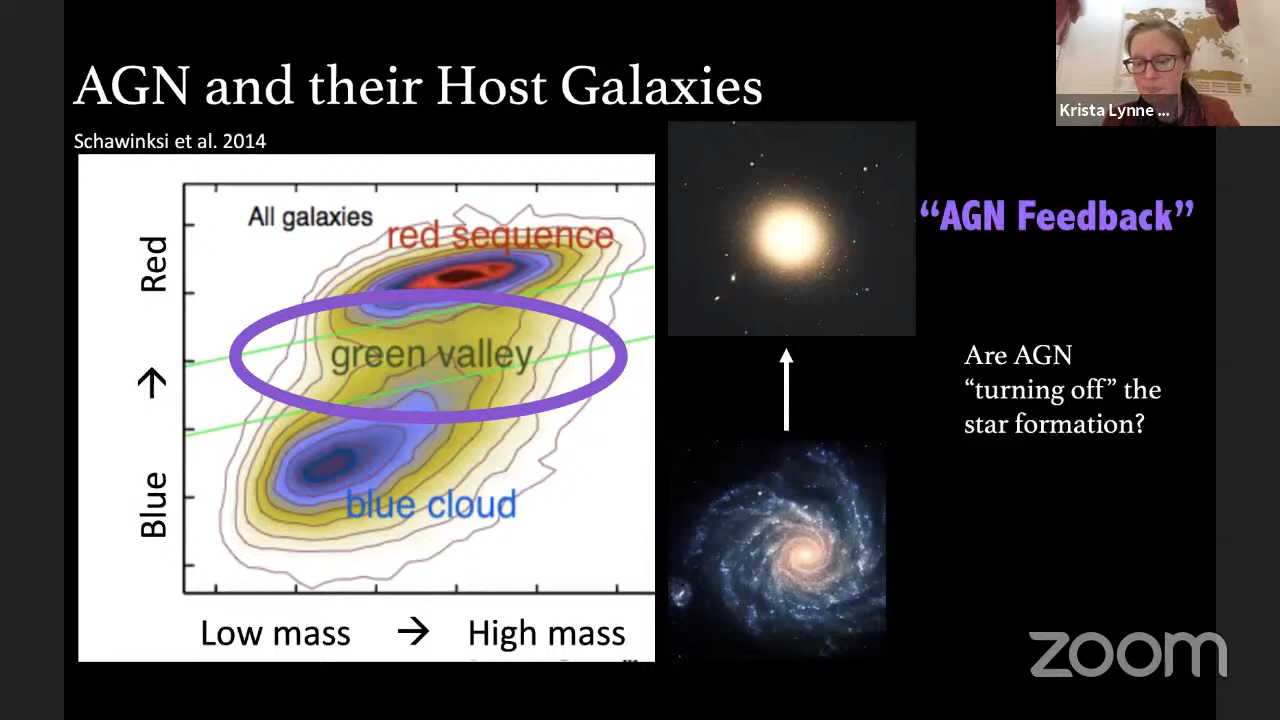 AGN and their Host Galaxies
Krista Lynne ...
Schawinksi et al. 2014
All galaxies
red sequence
green valley
blue cloud
Red
→
Blue
Low mass → High mass
“AGN Feedback”
Are AGN
“turning off” the
star formation?
zoom